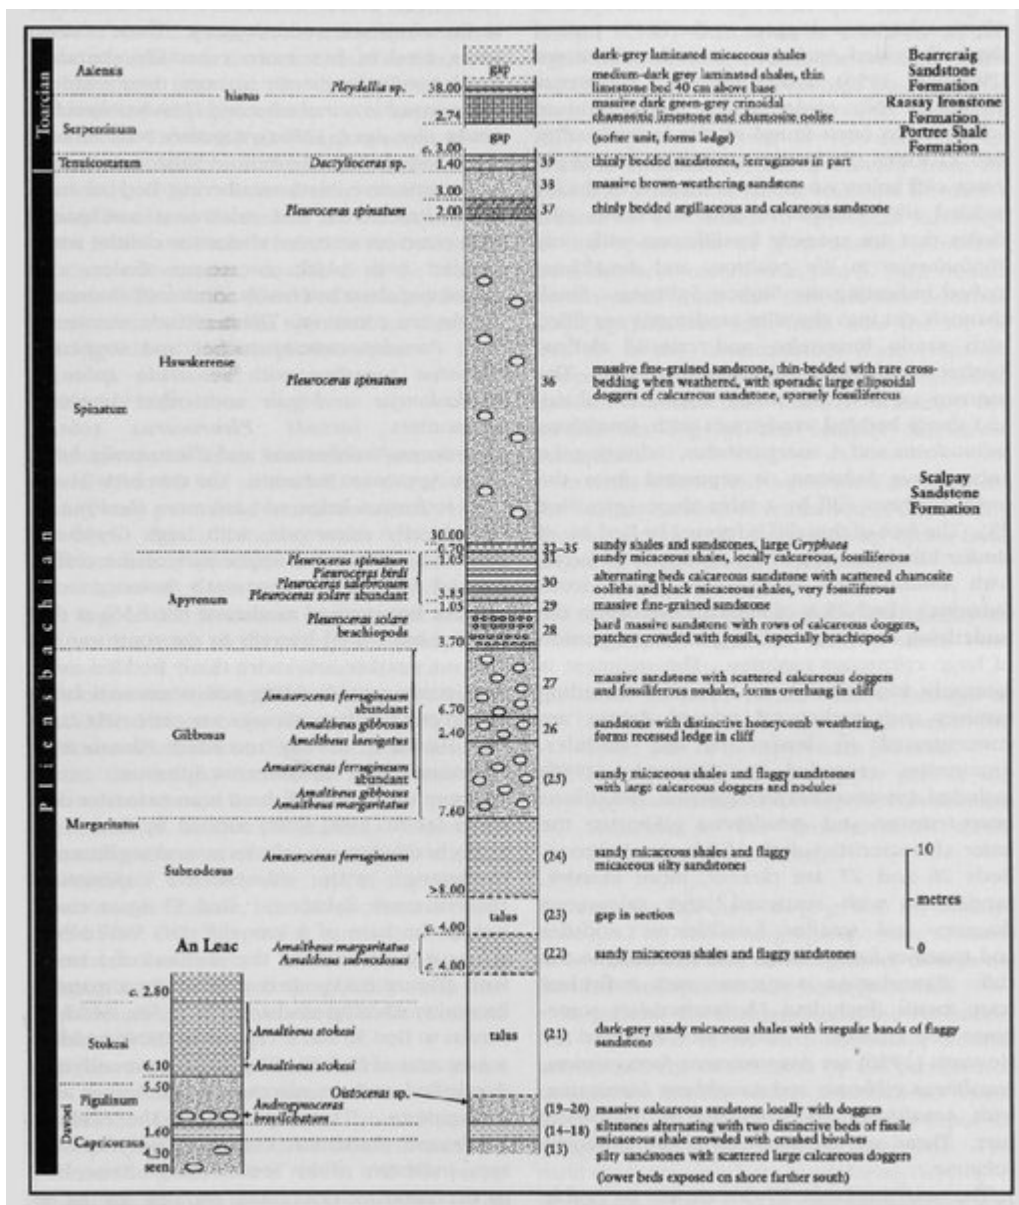 Toarcian
Aalensis
hiatus
Serpentinum
Tenuicostatum
Pleydellia sp.
38.00
2.74
c. 3.00
Dactylioceras sp.
1.40
gap
gap
dark-grey laminated micaceous shales
medium-dark grey laminated shales, thin
limestone bed 40 cm above base
massive dark green-grey crinoidal
chamositic limestone and chamosite oolite
(softer unit, forms ledge)
39 thinly bedded sandstones, ferruginous in part
Bearreraig
Sandstone
Formation
Raasay Ironstone
Formation
Portree Shale
Formation
Pliensbachian
3.00
38 massive brown-weathering sandstone
Pleuroceras spinatum
2.00
37 thinly bedded argillaceous and calcareous sandstone
Hawskerense
Spinatum
Pleuroceras spinatum
36 massive fine-grained sandstone, thin-bedded with rare cross-
bedding when weathered, with sporadic large ellipsoidal
doggers of calcareous sandstone, sparsely fossiliferous
Scalpay
Sandstone
Formation
30.00
0.70
32–35 sandy shales and sandstones, large Gryphaea
Pleuroceras spinatum
1.05
31 sandy micaceous shales, locally calcareous, fossiliferous
Pleuroceras birdi
Pleuroceras salebrosum
Pleuroceras solare abundant
3.85
30 alternating beds calcareous sandstone with scattered chamosite
ooliths and black micaceous shales, very fossiliferous
Apyrenum
1.05
29 massive fine-grained sandstone
Pleuroceras solare
brachiopods
3.70
28 hard massive sandstone with rows of calcareous doggers,
patches crowded with fossils, especially brachiopods
Gibbosus
Amauroceras ferrugineum
abundant
6.70
27 massive sandstone with scattered calcareous doggers
and fossiliferous nodules, forms overhang in cliff
Amaltheus gibbosus
Amaltheus laevigatus
2.40
26 sandstone with distinctive honeycomb weathering,
forms recessed ledge in cliff
Amauroceras ferrugineum
abundant
Amaltheus gibbosus
Amaltheus margaritatus
7.60
(25) sandy micaceous shales and flaggy sandstones
with large calcareous doggers and nodules
Margaritatus
Subnodosus
Amauroceras ferrugineum
>8.00
(24) sandy micaceous shales and flaggy
micaceous silty sandstones
10
metres
0
talus
c. 4.00
(23) gap in section
Amaltheus margaritatus
Amaltheus subnodosus
c. 4.00
(22) sandy micaceous shales and flaggy sandstones
An Leac
c. 2.80
Stokesi
Amaltheus stokesi
6.10
Amaltheus stokesi
talus
(21) dark-grey sandy micaceous shales with irregular bands of flaggy
sandstone
Davoei
Figulinum
5.50
Oistoceras sp.
Androgynoceras
brevilobatum
(19–20) massive calcareous sandstone locally with doggers
Capricornus
1.60
(14–18) siltstones alternating with two distinctive beds of fissile
micaceous shale crowded with crushed bivalves
4.30
seen
(13) silty sandstones with scattered large calcareous doggers
(lower beds exposed on shore farther south)